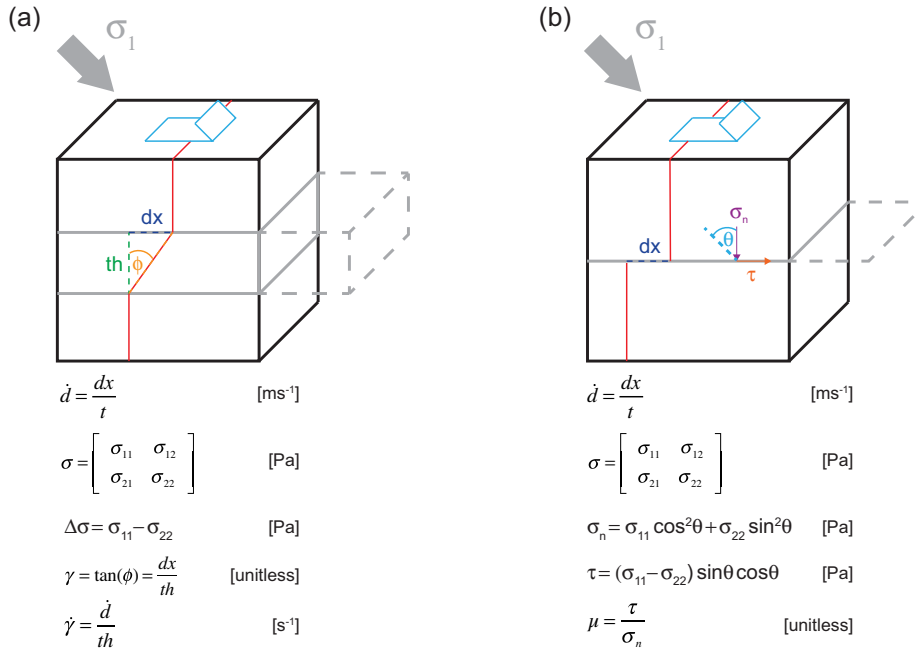 (a)
σ₁
dx
th
ϕ
ḋ = dx/t [ms⁻¹]
σ = [ σ₁₁ σ₁₂
σ₂₁ σ₂₂ ] [Pa]
Δσ = σ₁₁ − σ₂₂ [Pa]
γ = tan(ϕ) = dx/th [unitless]
γ̇ = ḋ/th [s⁻¹]
(b)
σ₁
σₙ
θ
dx
τ
ḋ = dx/t [ms⁻¹]
σ = [ σ₁₁ σ₁₂
σ₂₁ σ₂₂ ] [Pa]
σₙ = σ₁₁ cos²θ + σ₂₂ sin²θ [Pa]
τ = (σ₁₁−σ₂₂) sinθ cosθ [Pa]
μ = τ/σₙ [unitless]